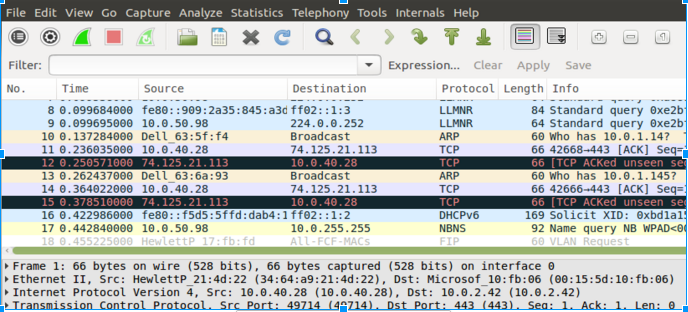 File Edit View Go Capture Analyze Statistics Telephony Tools Internals Help
Filter: Expression... Clear Apply Save
No. Time Source Destination Protocol Length Info
8 0.099684000 fe80::909:2a35:845:a3d ff02::1:3 LLMNR 84 Standard query 0xe2b
9 0.099695000 10.0.50.98 224.0.0.252 LLMNR 64 Standard query 0xe2b
10 0.137284000 Dell_63:5f:f4 Broadcast ARP 60 Who has 10.0.1.14? T
11 0.236035000 10.0.40.28 74.125.21.113 TCP 66 42668→443 [ACK] Seq=
12 0.250571000 74.125.21.113 10.0.40.28 TCP 66 [TCP ACKed unseen se
13 0.262437000 Dell_63:6a:93 Broadcast ARP 60 Who has 10.0.1.145?
14 0.364022000 10.0.40.28 74.125.21.113 TCP 66 42666→443 [ACK] Seq=
15 0.378510000 74.125.21.113 10.0.40.28 TCP 66 [TCP ACKed unseen se
16 0.422986000 fe80::f5d5:5ffd:dab4:1 ff02::1:2 DHCPv6 169 Solicit XID: 0xbd1a15
17 0.442840000 10.0.50.98 10.0.255.255 NBNS 92 Name query NB WPAD<00
18 0.455225000 HewlettP_17:fb:fd All-FCF-MACs FIP 60 VLAN Request
Frame 1: 66 bytes on wire (528 bits), 66 bytes captured (528 bits) on interface 0
Ethernet II, Src: HewlettP_21:4d:22 (34:64:a9:21:4d:22), Dst: Microsof_10:fb:06 (00:15:5d:10:fb:06)
Internet Protocol Version 4, Src: 10.0.40.28 (10.0.40.28), Dst: 10.0.2.42 (10.0.2.42)
Transmission Control Protocol, Src Port: 49714 (49714), Dst Port: 443 (443), Seq: 1, Ack: 1, Len: 0